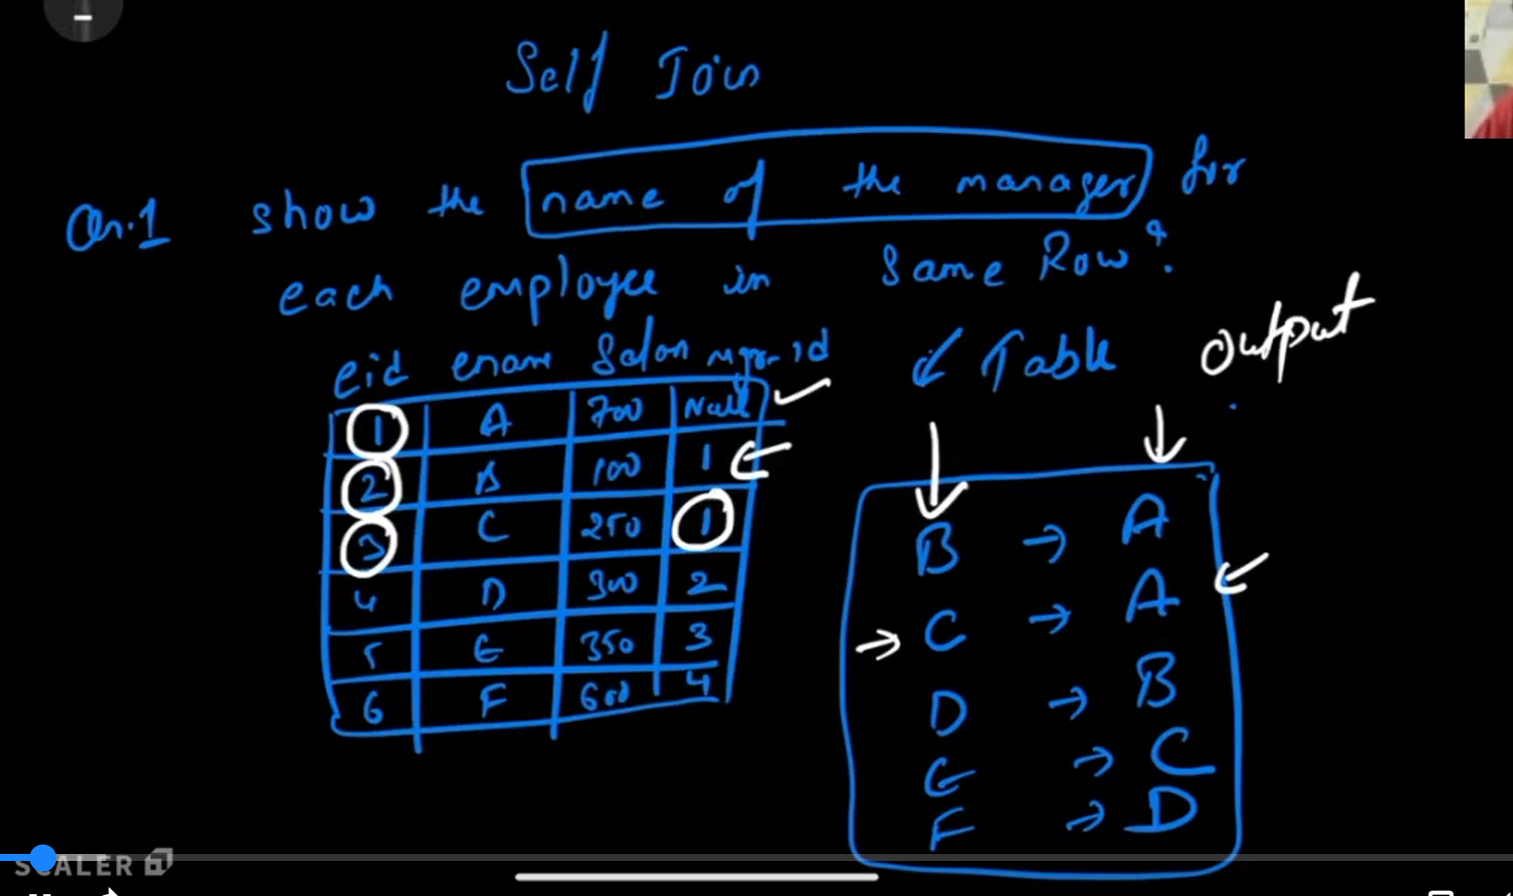 Self Join
Qn.1 show the name of the manager for
each employee in Same Row?
eid ename mgr-id
↙ Table
output
1 A 700 Null ✓
2 B 100 1 ←
3 C 250 1
4 D 300 2
5 E 350 3
6 F 600 4
B → A
→ C → A ←
D → B
E → C
F → D
SCALER